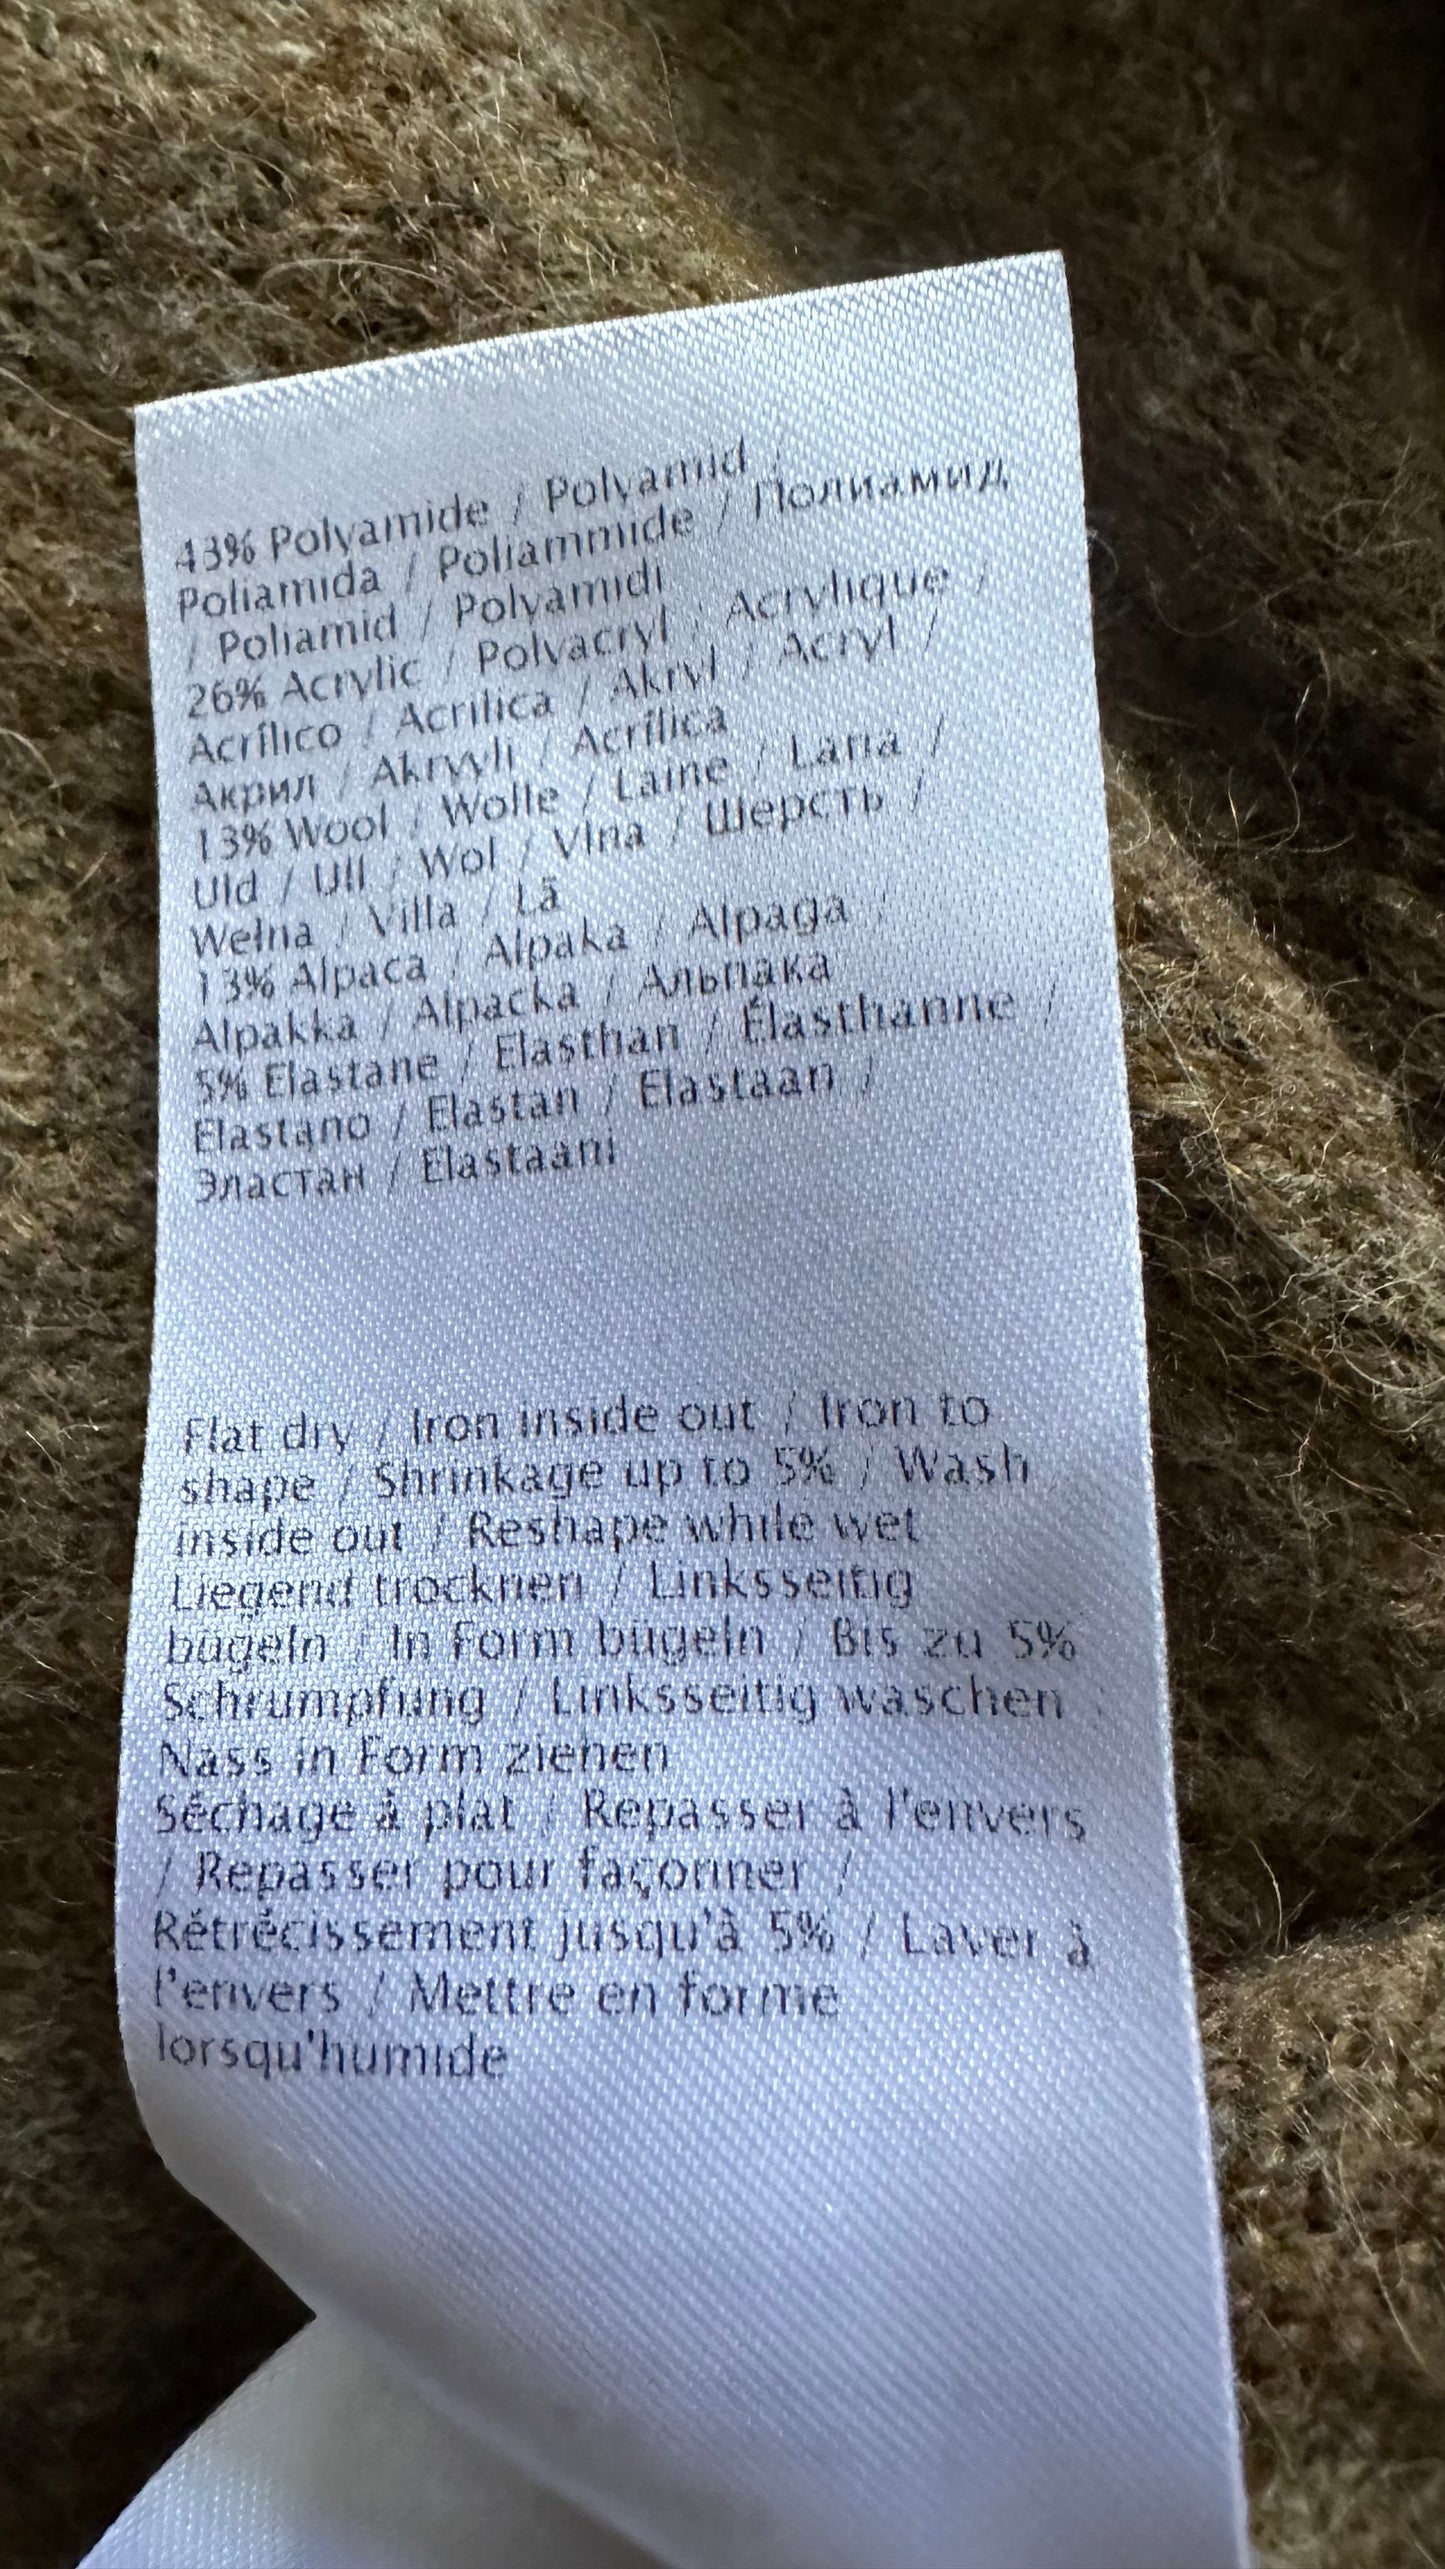 43% Polyamide / Polyamid /
Poliamida / Poliammide / Полиамид
/ Poliamid / Polyamidi
26% Acrylic / Polyacryl / Acrylique /
Acrílico / Acrilica / Akryl / Acryl /
Акрил / Akryyli / Acrílica
13% Wool / Wolle / Laine / Lana /
Uld / Ull / Wol / Vlna / Шерсть /
Wełna / Villa / Lã
13% Alpaca / Alpaka / Alpaga /
Alpakka / Alpacka / Альпака
5% Elastane / Elasthan / Élasthanne /
Elastano / Elastan / Elastaan /
Эластан / Elastaani
Flat dry / Iron inside out / Iron to
shape / Shrinkage up to 5% / Wash
inside out / Reshape while wet
Liegend trocknen / Linksseitig
bügeln / In Form bügeln / Bis zu 5%
Schrumpfung / Linksseitig waschen /
Nass in Form ziehen
Séchage à plat / Repasser à l'envers
/ Repasser pour façonner /
Rétrécissement jusqu'à 5% / Laver à
l'envers / Mettre en forme
lorsqu'humide